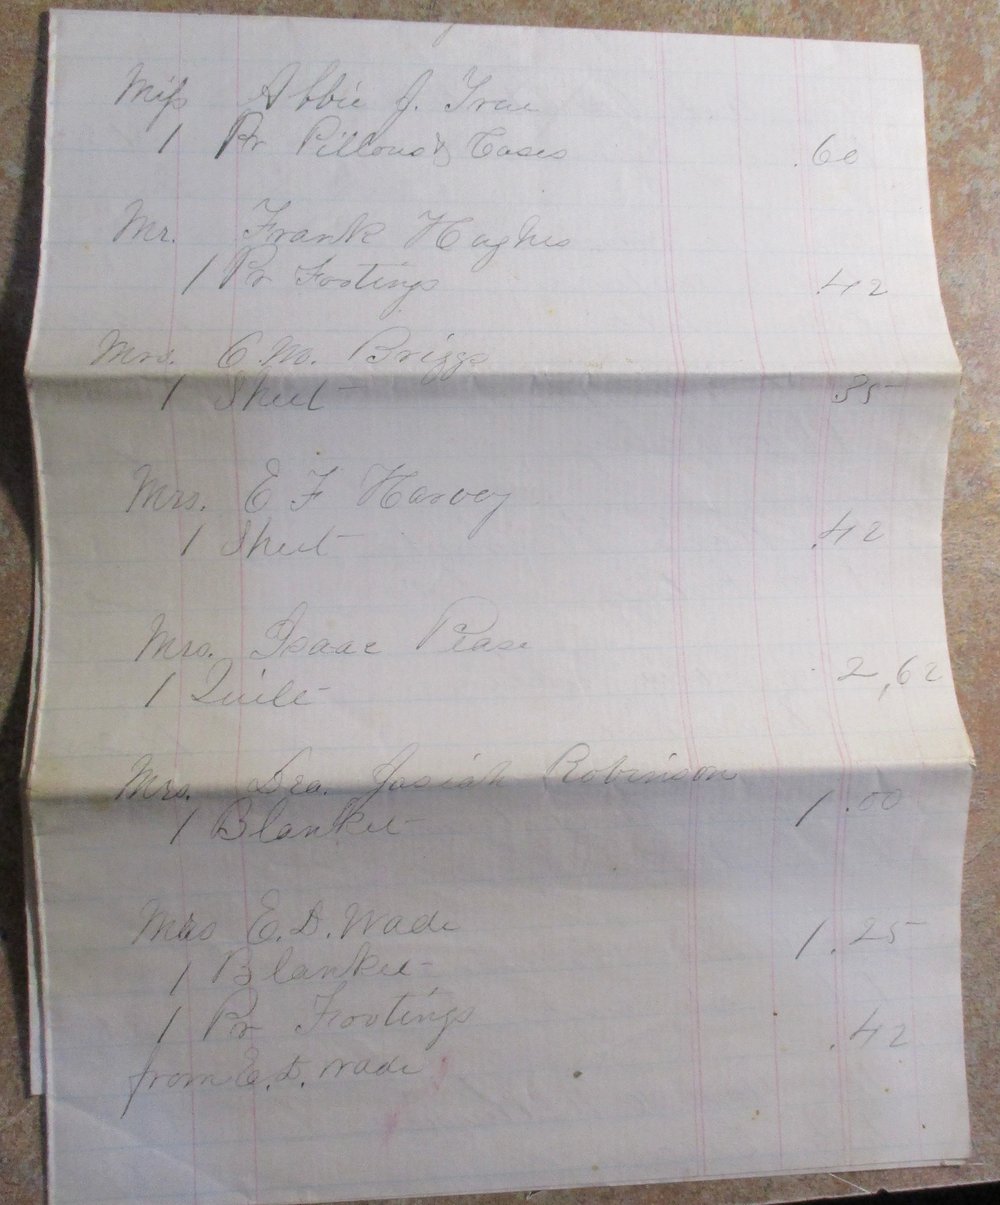 Miss Abbie J. True
1 Pr Pillows & Cases .60
Mr. Frank Hughes
1 Pr Footings .42
Mrs. C. M. Briggs
1 Sheet .35
Mrs. E F Harvey
1 Sheet .42
Mrs. Isaac Pease
1 Quilt 2,62
Mrs. Dea. Josiah Robinson
1 Blanket 1.00
Mrs E. D. Wade
1 Blanket 1.25
1 Pr Footings .42
from E. D. Wade